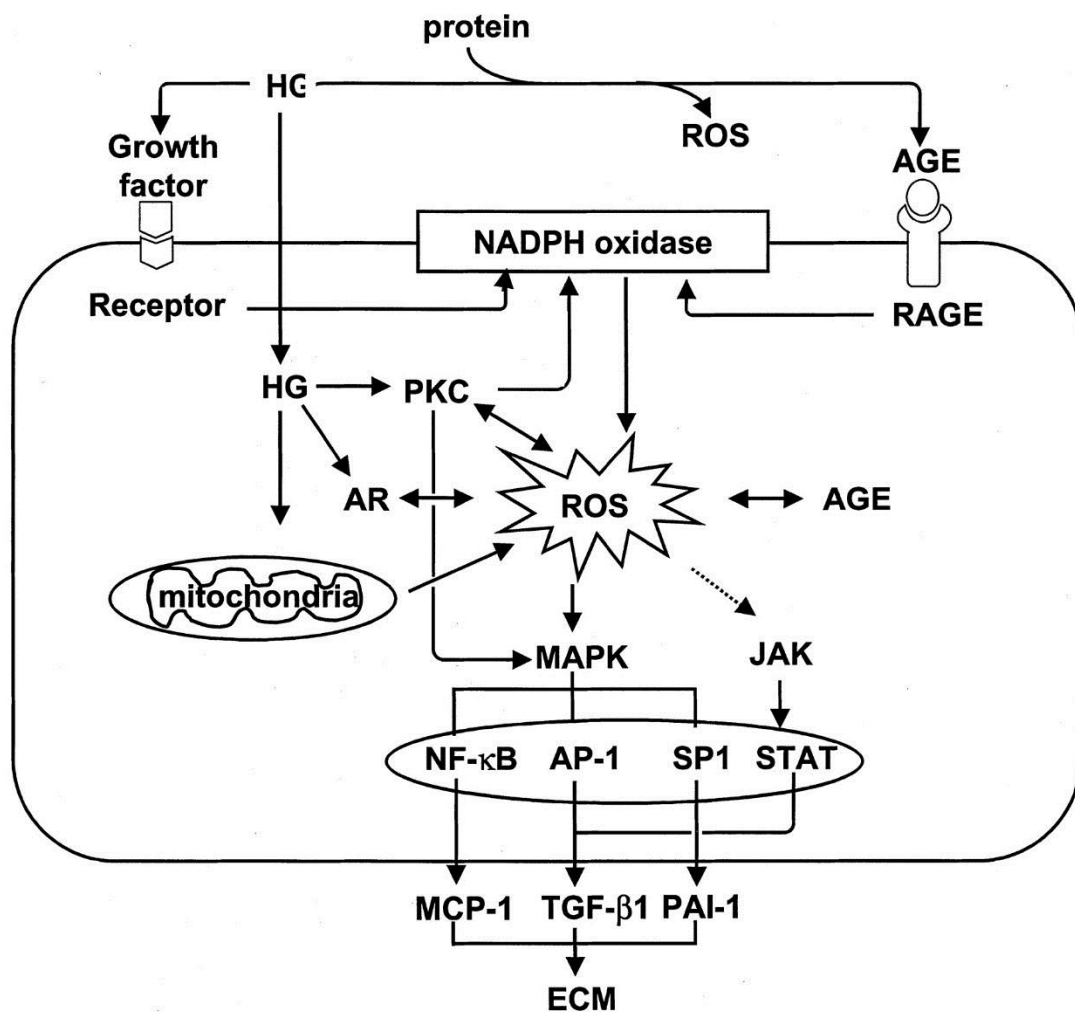 protein
HG
ROS
Growth
factor
AGE
NADPH oxidase
Receptor
RAGE
HG
PKC
AR
ROS
AGE
mitochondria
MAPK
JAK
NF-κB
AP-1
SP1
STAT
MCP-1
TGF-β1
PAI-1
ECM